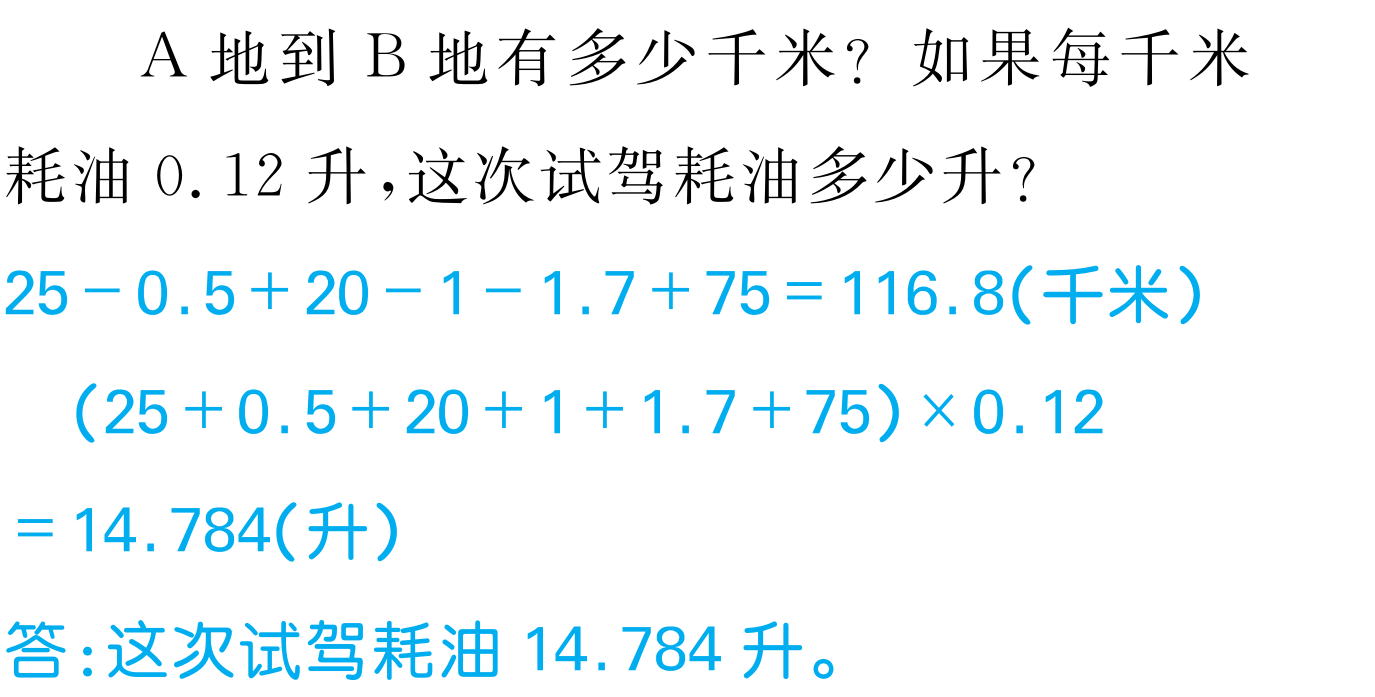 A 地到 B 地有多少千米？如果每千米
耗油 0.12 升，这次试驾耗油多少升？
25－0.5＋20－1－1.7＋75＝116.8(千米)
(25＋0.5＋20＋1＋1.7＋75)×0.12
＝14.784(升)
答：这次试驾耗油 14.784 升。